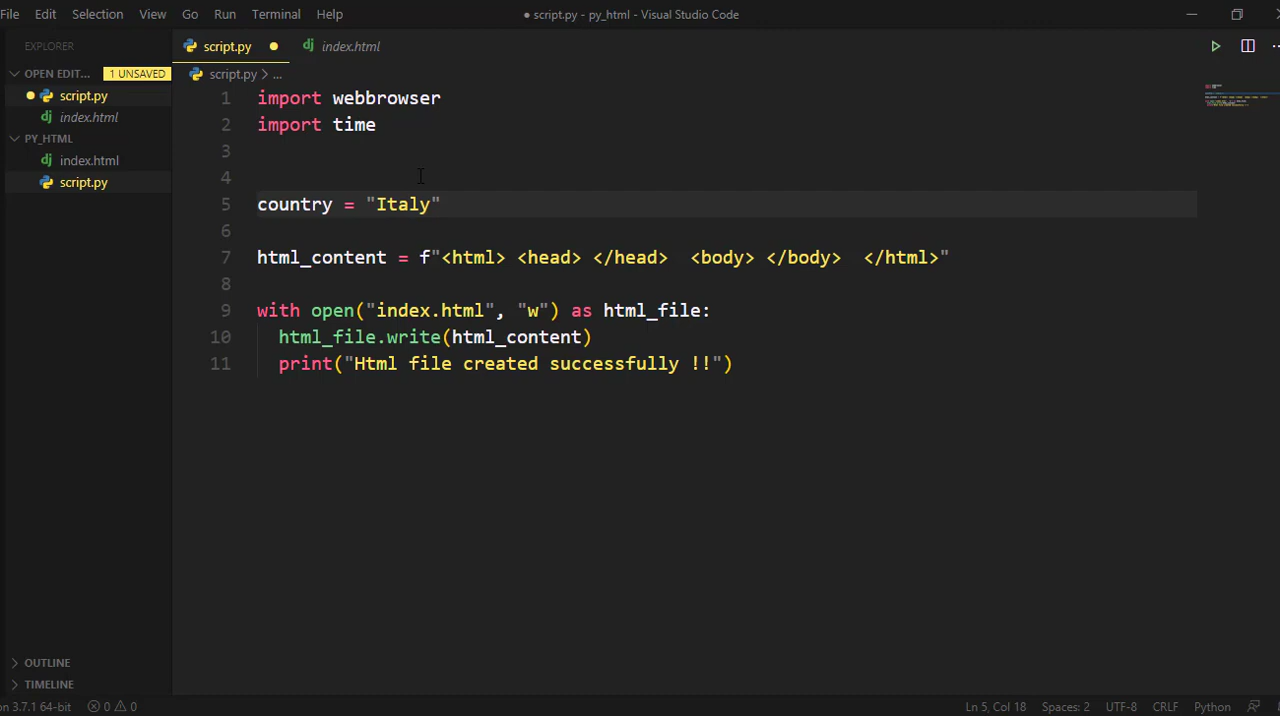 File Edit Selection View Go Run Terminal Help ● script.py - py_html - Visual Studio Code
EXPLORER script.py ● index.html
OPEN EDIT... 1 UNSAVED script.py > ...
● script.py
index.html
PY_HTML
index.html
script.py
1 import webbrowser
2 import time
3
4
5 country = "Italy"
6
7 html_content = f"<html> <head> </head>  <body> </body>  </html>"
8
9 with open("index.html", "w") as html_file:
10   html_file.write(html_content)
11   print("Html file created successfully !!")
OUTLINE
TIMELINE
on 3.7.1 64-bit 0 0 Ln 5, Col 18 Spaces: 2 UTF-8 CRLF Python